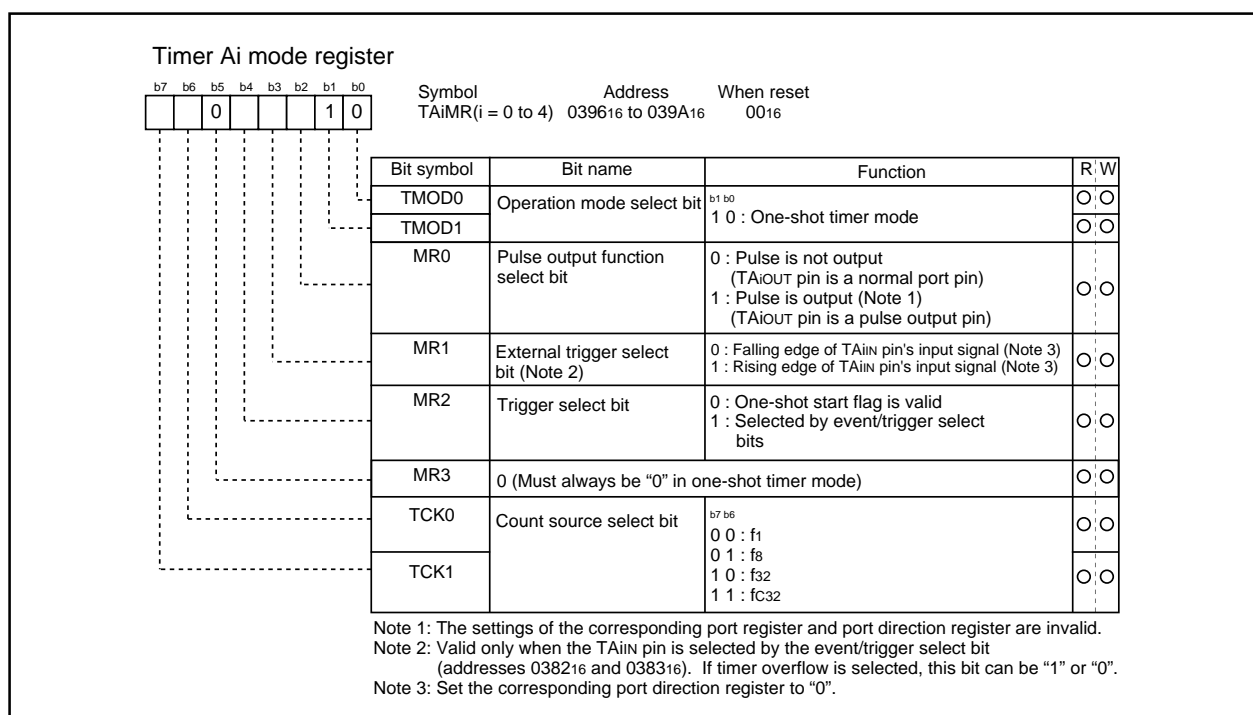 Timer Ai mode register
b7 b6 b5 b4 b3 b2 b1 b0
0 1 0
Symbol Address When reset
TAiMR(i = 0 to 4) 039616 to 039A16 0016
Bit symbol Bit name Function R W
TMOD0 Operation mode select bit b1 b0
1 0 : One-shot timer mode
TMOD1
MR0 Pulse output function select bit
0 : Pulse is not output
(TAiOUT pin is a normal port pin)
1 : Pulse is output (Note 1)
(TAiOUT pin is a pulse output pin)
MR1 External trigger select bit (Note 2)
0 : Falling edge of TAiIN pin's input signal (Note 3)
1 : Rising edge of TAiIN pin's input signal (Note 3)
MR2 Trigger select bit
0 : One-shot start flag is valid
1 : Selected by event/trigger select
bits
MR3 0 (Must always be “0” in one-shot timer mode)
TCK0 Count source select bit
b7 b6
0 0 : f1
0 1 : f8
TCK1
1 0 : f32
1 1 : fC32
Note 1: The settings of the corresponding port register and port direction register are invalid.
Note 2: Valid only when the TAiIN pin is selected by the event/trigger select bit
(addresses 038216 and 038316). If timer overflow is selected, this bit can be “1” or “0”.
Note 3: Set the corresponding port direction register to “0”.